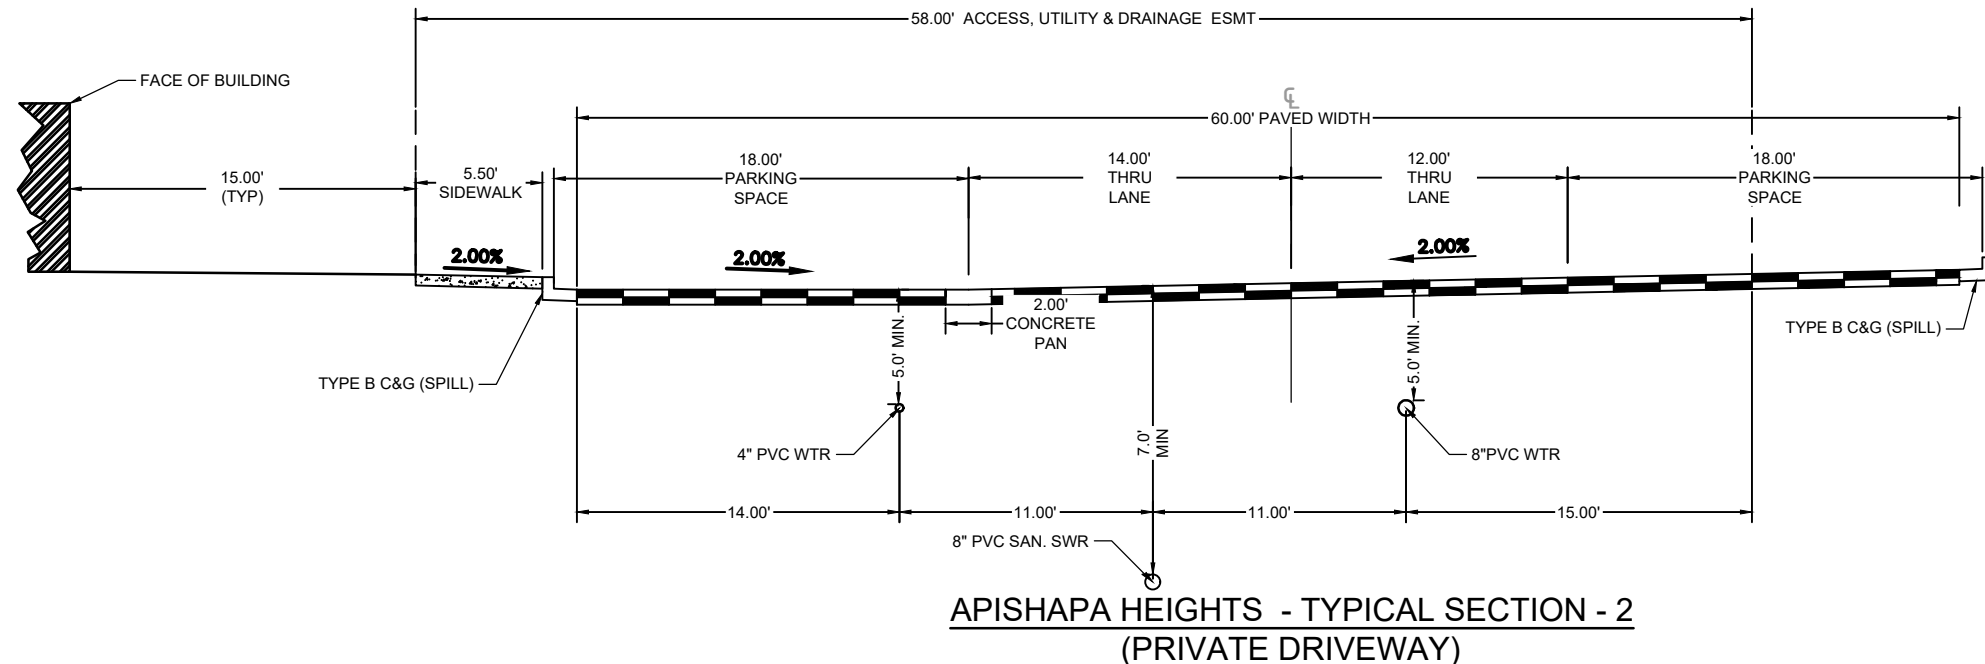 58.00' ACCESS, UTILITY & DRAINAGE ESMT
FACE OF BUILDING
CL
60.00' PAVED WIDTH
15.00'
(TYP)
5.50'
SIDEWALK
18.00'
PARKING
SPACE
14.00'
THRU
LANE
12.00'
THRU
LANE
18.00'
PARKING
SPACE
2.00%
2.00%
2.00%
2.00'
CONCRETE
PAN
TYPE B C&G (SPILL)
TYPE B C&G (SPILL)
5.0' MIN.
5.0' MIN.
7.0'
MIN
4" PVC WTR
8"PVC WTR
14.00'
11.00'
11.00'
15.00'
8" PVC SAN. SWR
APISHAPA HEIGHTS - TYPICAL SECTION - 2
(PRIVATE DRIVEWAY)